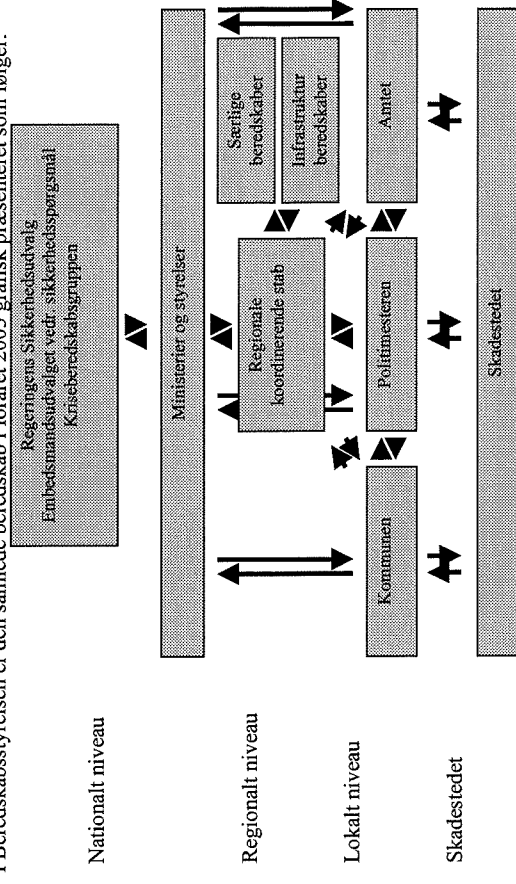 I Beredskabsstyrelsen er den samlede beredskab i foråret 2003 grafisk præsenteret som følger:
Nationalt niveau
Regeringens Sikkerhedsudvalg
Embedsmandsudvalget vedr sikkerhedsspørgsmål
Kriseberedskabsgruppen
Ministerier og styrelser
Regionalt niveau
Regionale
koordinerende stab
Særlige
beredskaber
Infrastruktur
beredskaber
Lokalt niveau
Kommunen
Politimesteren
Amtet
Skadestedet
Skadestedet